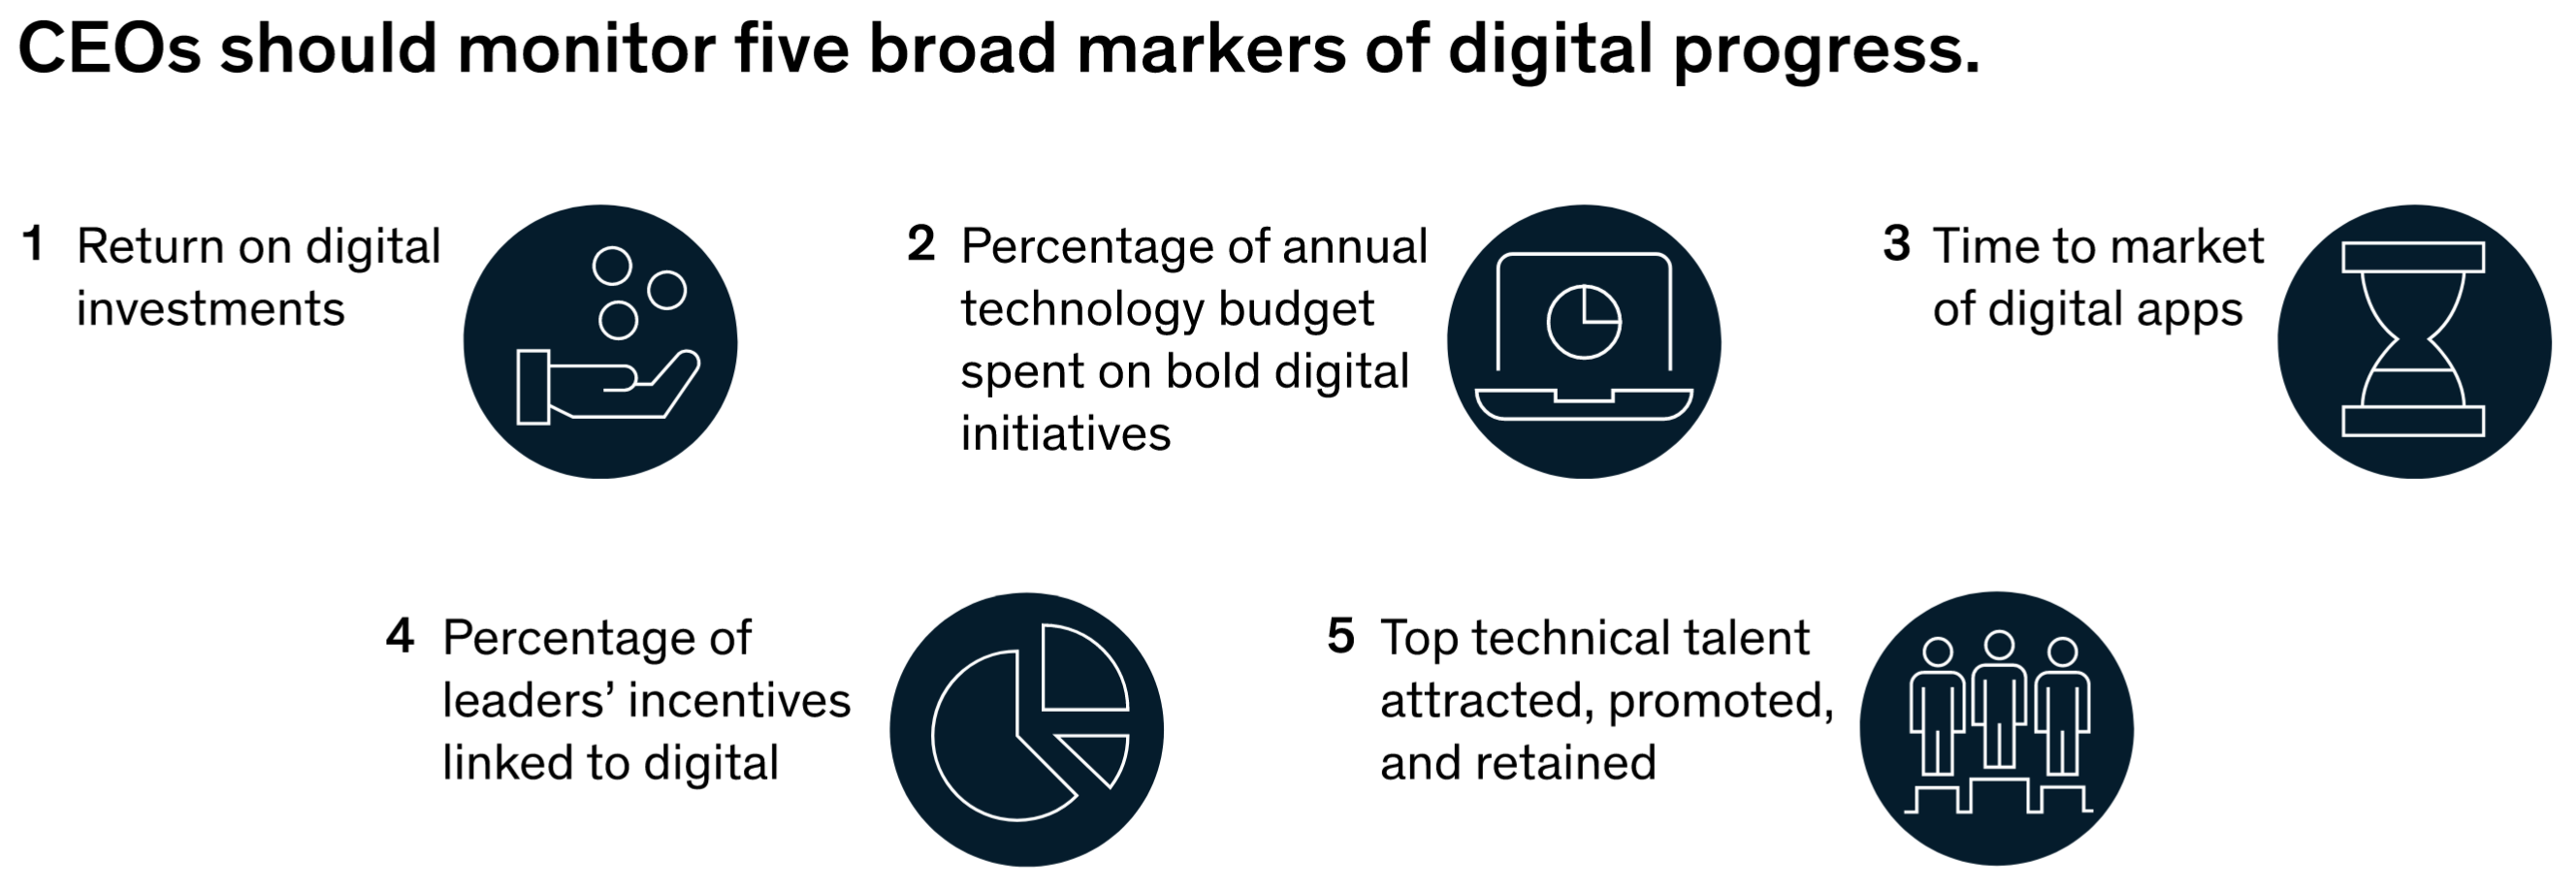 CEOs should monitor five broad markers of digital progress.
1 Return on digital
investments
2 Percentage of annual
technology budget
spent on bold digital
initiatives
3 Time to market
of digital apps
4 Percentage of
leaders’ incentives
linked to digital
5 Top technical talent
attracted, promoted,
and retained